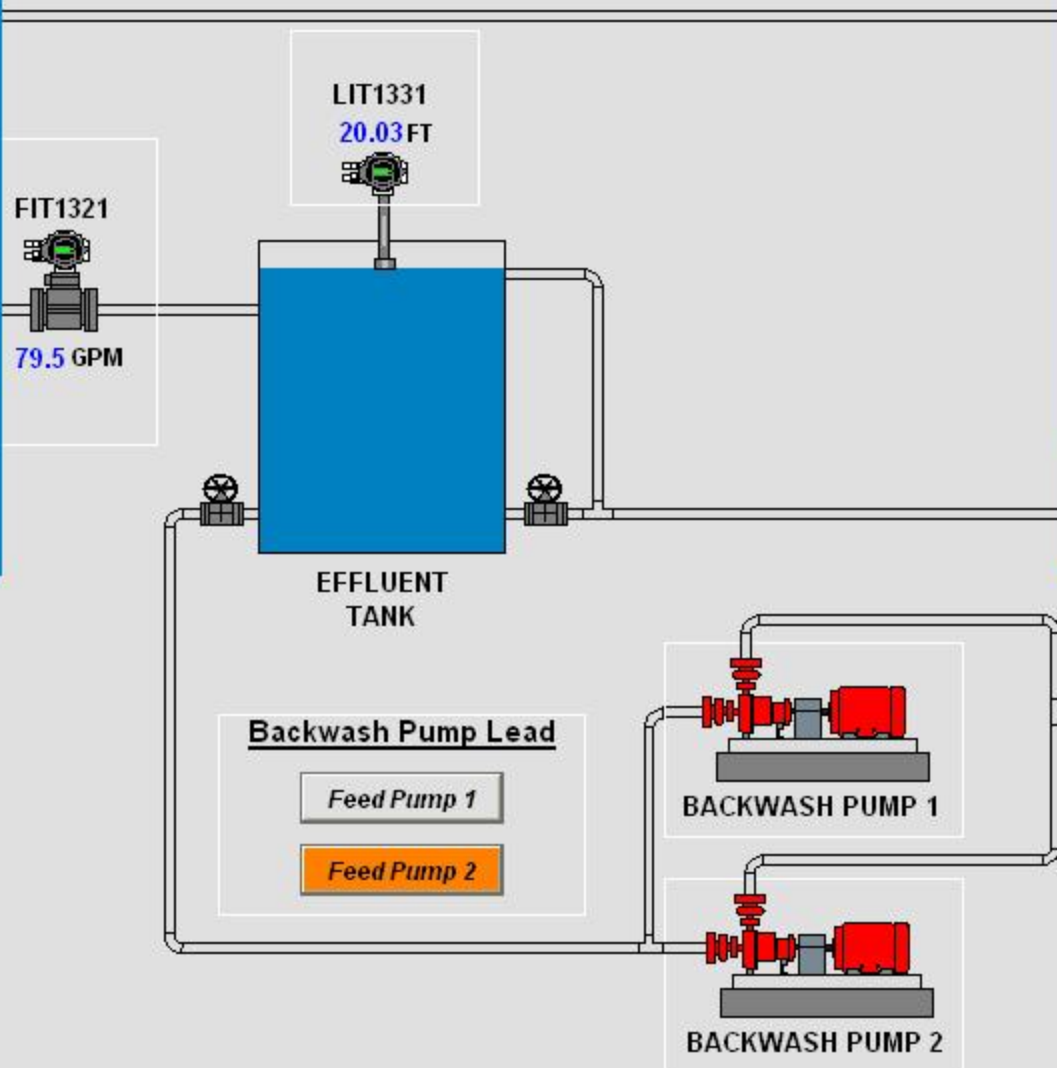 LIT1331
20.03 FT
FIT1321
79.5 GPM
EFFLUENT
TANK
Backwash Pump Lead
Feed Pump 1
Feed Pump 2
BACKWASH PUMP 1
BACKWASH PUMP 2